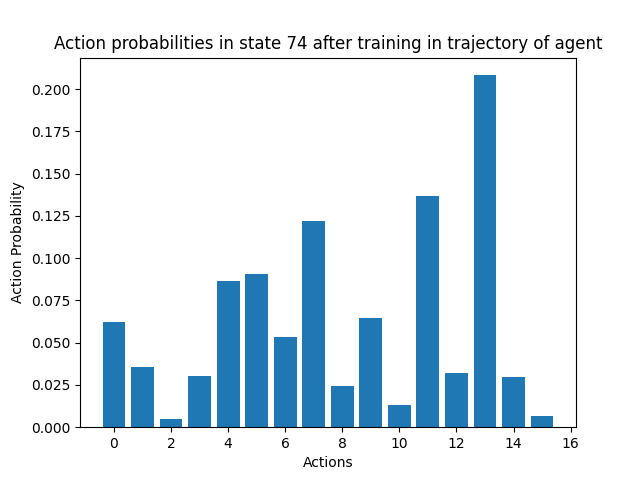 Action probabilities in state 74 after training in trajectory of agent
0.200
0.175
0.150
0.125
0.100
0.075
0.050
0.025
0.000
Action Probability
0 2 4 6 8 10 12 14 16
Actions